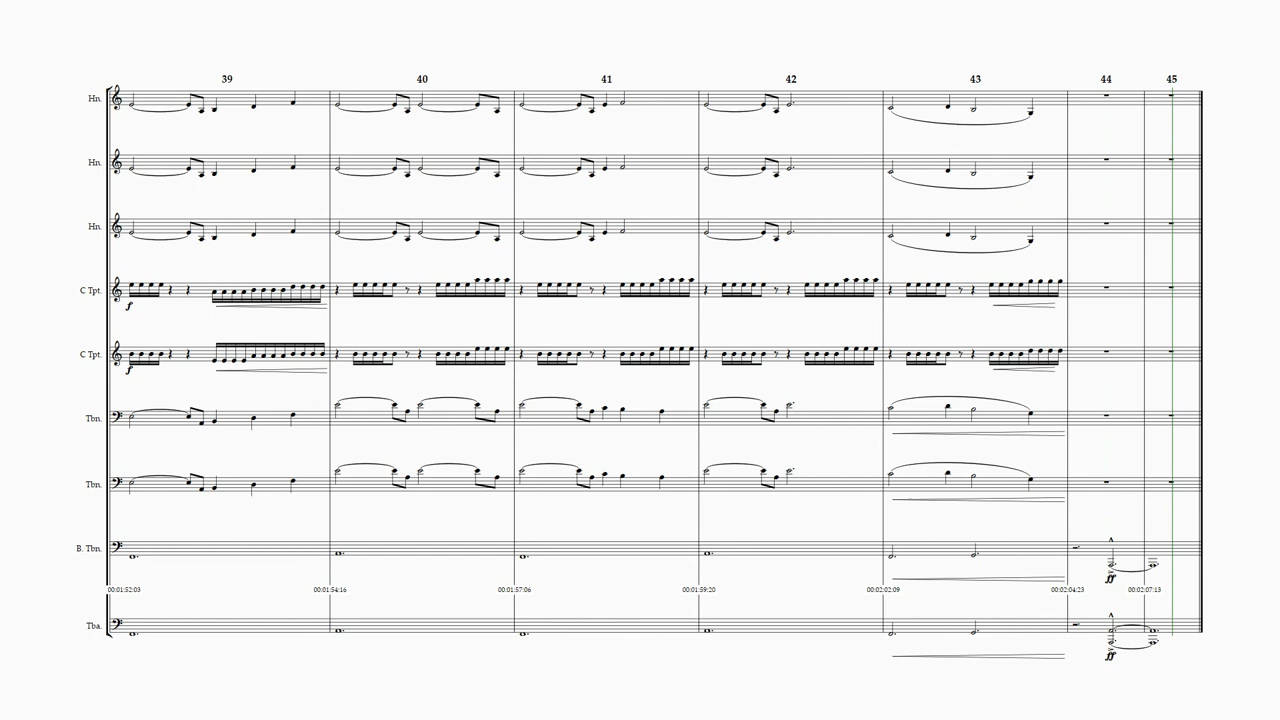 39 40 41 42 43 44 45
Hn.
Hn.
Hn.
C Tpt.
f
C Tpt.
f
Tbn.
Tbn.
B. Tbn.
ff
00:01:52:03 00:01:54:16 00:01:57:06 00:01:59:20 00:02:02:09 00:02:04:23 00:02:07:13
Tba.
ff